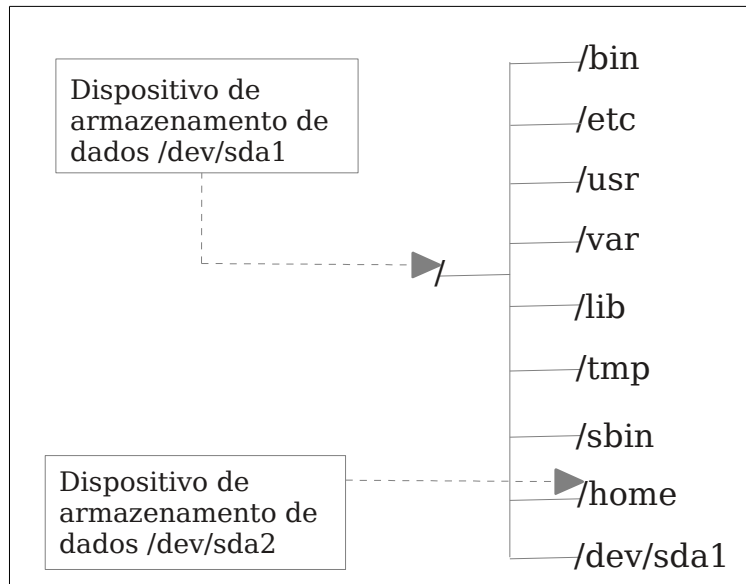 Dispositivo de
armazenamento de
dados /dev/sda1
/
/bin
/etc
/usr
/var
/lib
/tmp
/sbin
/home
/dev/sda1
Dispositivo de
armazenamento de
dados /dev/sda2